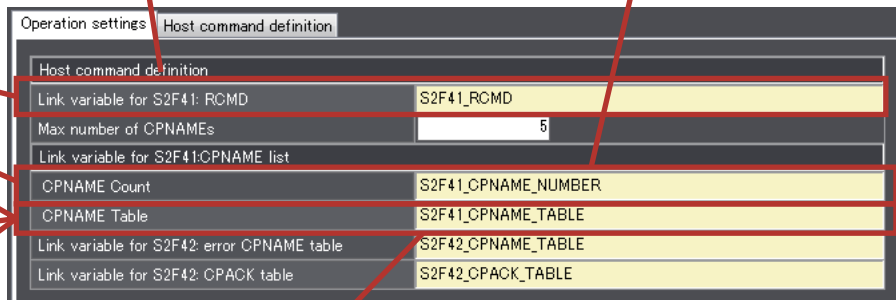 Operation settings Host command definition
Host command definition
Link variable for S2F41: RCMD S2F41_RCMD
Max number of CPNAMEs 5
Link variable for S2F41:CPNAME list
CPNAME Count S2F41_CPNAME_NUMBER
CPNAME Table S2F41_CPNAME_TABLE
Link variable for S2F42: error CPNAME table S2F42_CPNAME_TABLE
Link variable for S2F42: CPACK table S2F42_CPACK_TABLE